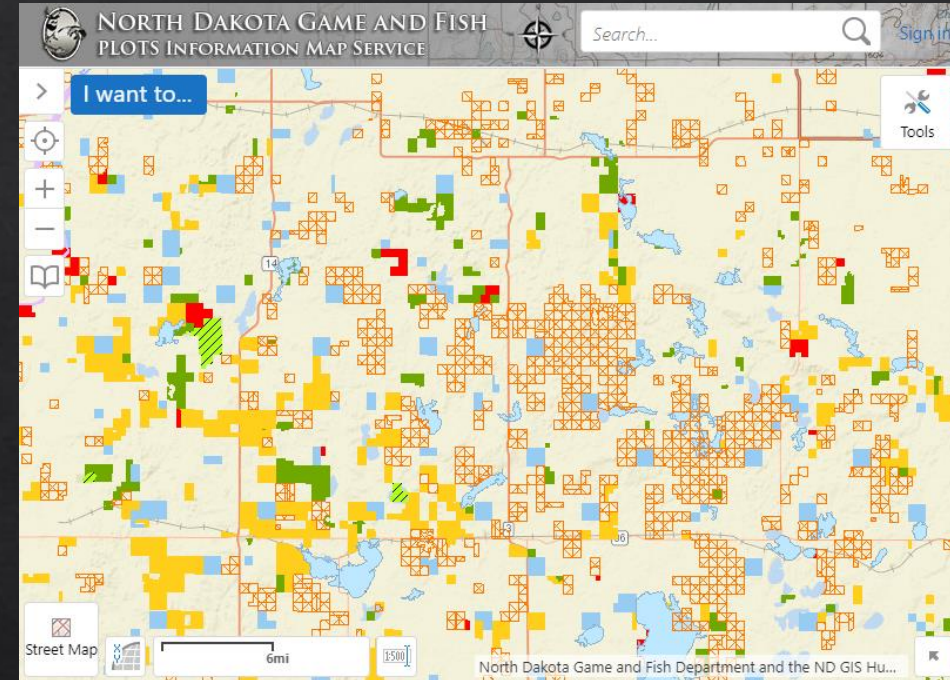 NORTH DAKOTA GAME AND FISH
PLOTS INFORMATION MAP SERVICE
Search...
Sign in
I want to...
Tools
14
3
36
Street Map
X,Y
6mi
1:500
North Dakota Game and Fish Department and the ND GIS Hu...